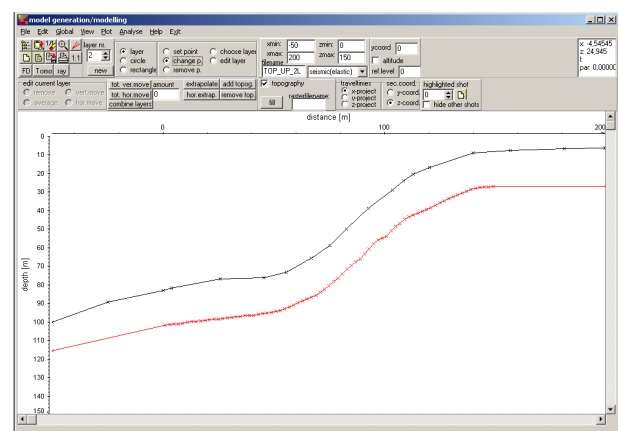 model generation/modelling
File Edit Global View Plot Analyse Help Exit
layer nr.
2
1:1
FD Tomo ray
new
layer
circle
rectangle
set point
change p.
remove p.
choose layer
edit layer
xmin: -50 zmin: 0
xmax: 200 zmax: 150
filename
TOP_UP_2L seismic(elastic)
ycoord 0
altitude
rel.level 0
x: -4,54545
z: 24,945
t:
par: 0,00000
edit current layer
remove vert.move
average hor.move
tot. ver.move amount extrapolate add topog.
tot. hor.move 0 hor.extrap. remove top.
combine layers
topography
rasterfilename:
fill
traveltimes
x-project
y-project
z-project
sec.coord.
y-coord.
z-coord.
highlighted shot
0
hide other shots
distance [m]
0 100 200
0
10
20
30
40
50
60
70
80
90
100
110
120
130
140
150
depth [m]